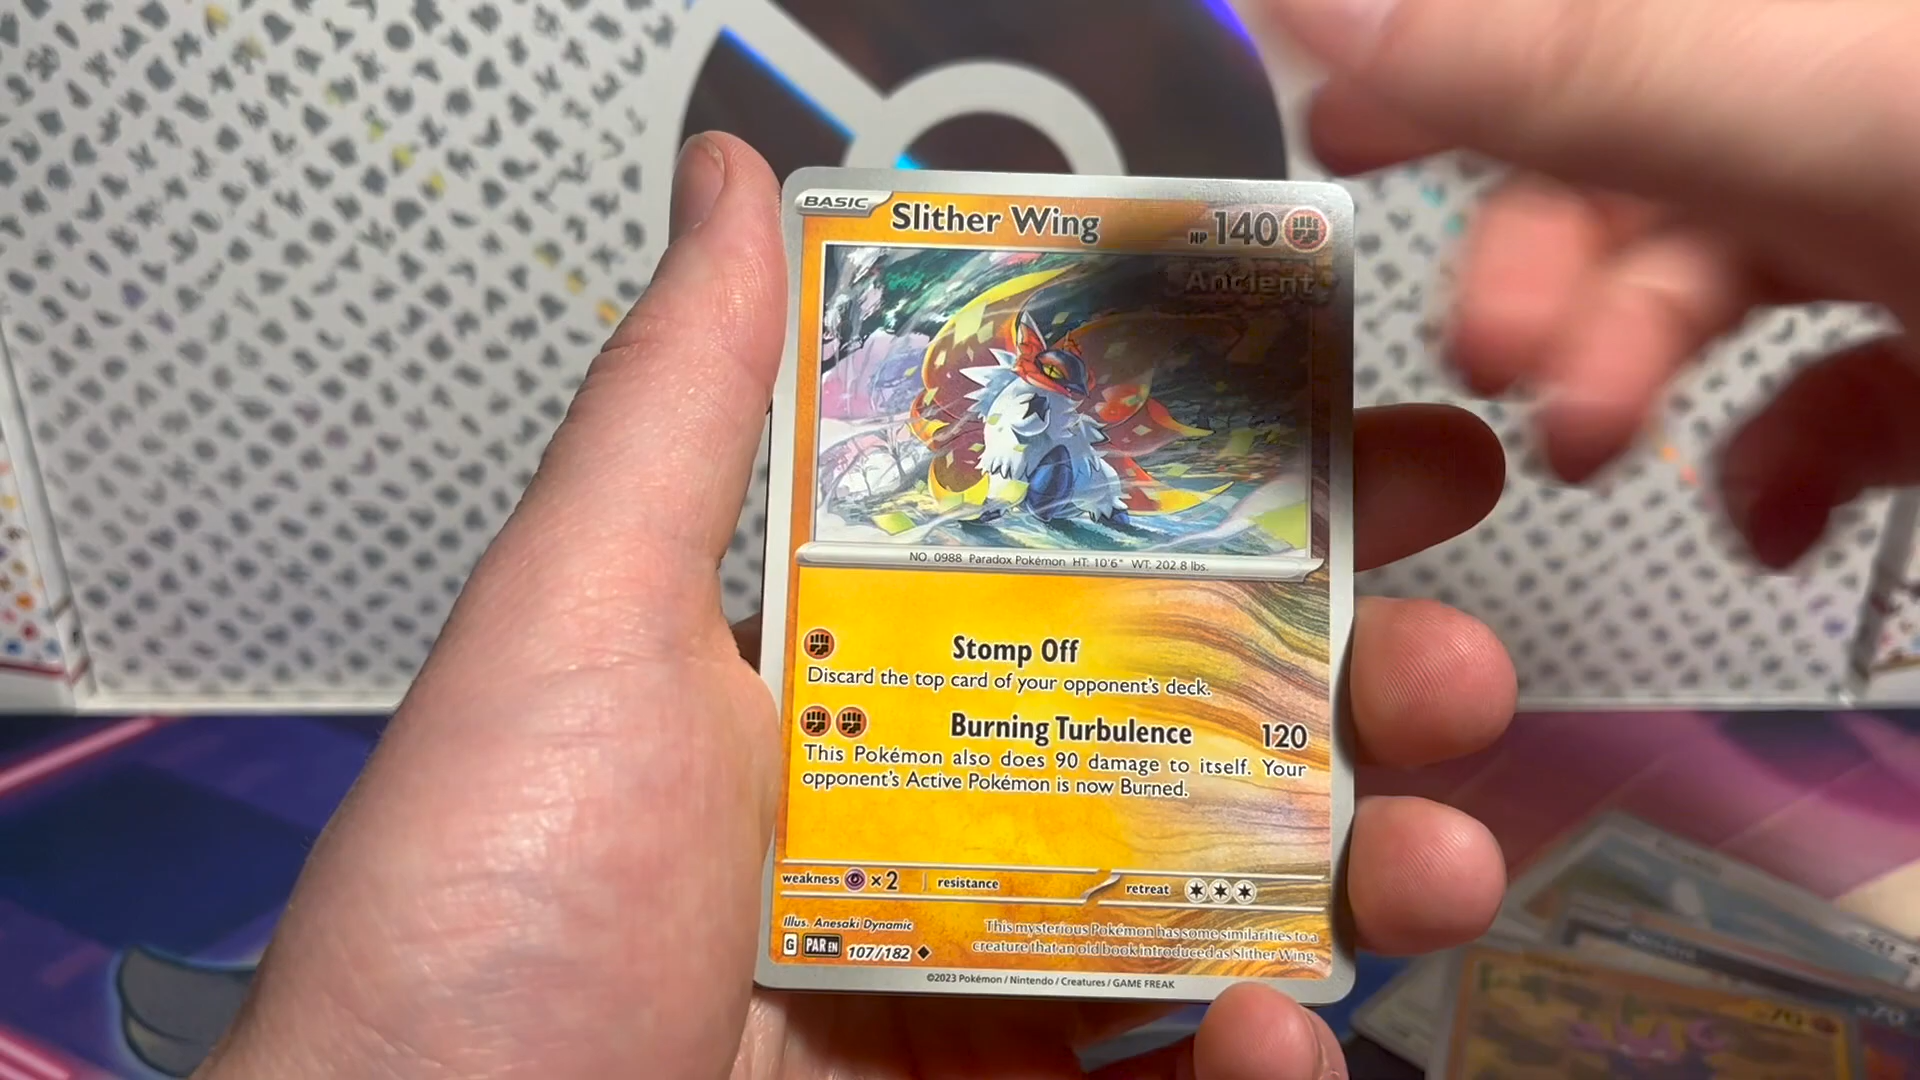 BASIC Slither Wing HP 140
Ancient
NO. 0988 Paradox Pokémon HT: 10'6" WT: 202.8 lbs.
Stomp Off
Discard the top card of your opponent's deck.
Burning Turbulence 120
This Pokémon also does 90 damage to itself. Your
opponent's Active Pokémon is now Burned.
weakness ×2 resistance retreat
Illus. Anesaki Dynamic
This mysterious Pokémon has some similarities to a
creature that an old book introduced as Slither Wing.
G PAR EN 107/182
©2023 Pokémon / Nintendo / Creatures / GAME FREAK
70
70